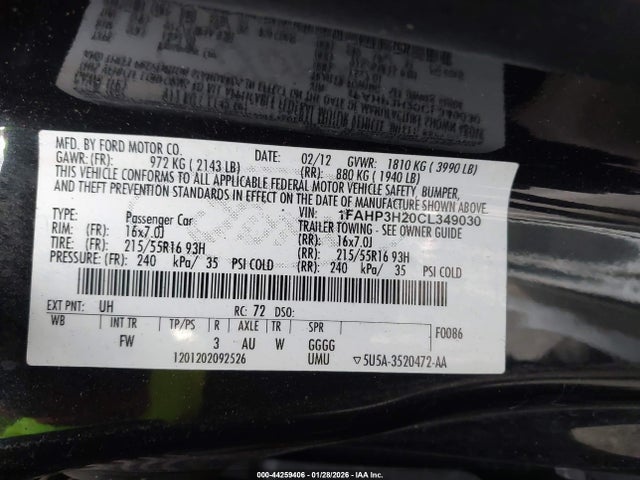 MFD. BY FORD MOTOR CO. DATE: 02/12 GVWR: 1810 KG ( 3990 LB)
GAWR: (FR): 972 KG ( 2143 LB) (RR): 880 KG ( 1940 LB)
THIS VEHICLE CONFORMS TO ALL APPLICABLE FEDERAL MOTOR VEHICLE SAFETY, BUMPER,
AND THEFT PREVENTION STANDARDS IN EFFECT ON THE DATE OF MANUFACTURE
VIN: 1FAHP3H20CL349030
Passenger Car TRAILER TOWING - SEE OWNER GUIDE
RIM: (FR): 16x7.0J (RR): 16x7.0J
TIRE: (FR): 215/55R16 93H (RR): 215/55R16 93H
PRESSURE: (FR): 240 kPa/ 35 PSI COLD (RR): 240 kPa/ 35 PSI COLD
EXT PNT: UH RC: 72 DSO:
WB INT TR TP/PS R AXLE TR SPR F0086
FW 3 AU W GGGG
1201202092526 UMU ▽5U5A-3520472-AA
000-44259406 | 01/28/2026 | IAA Inc.